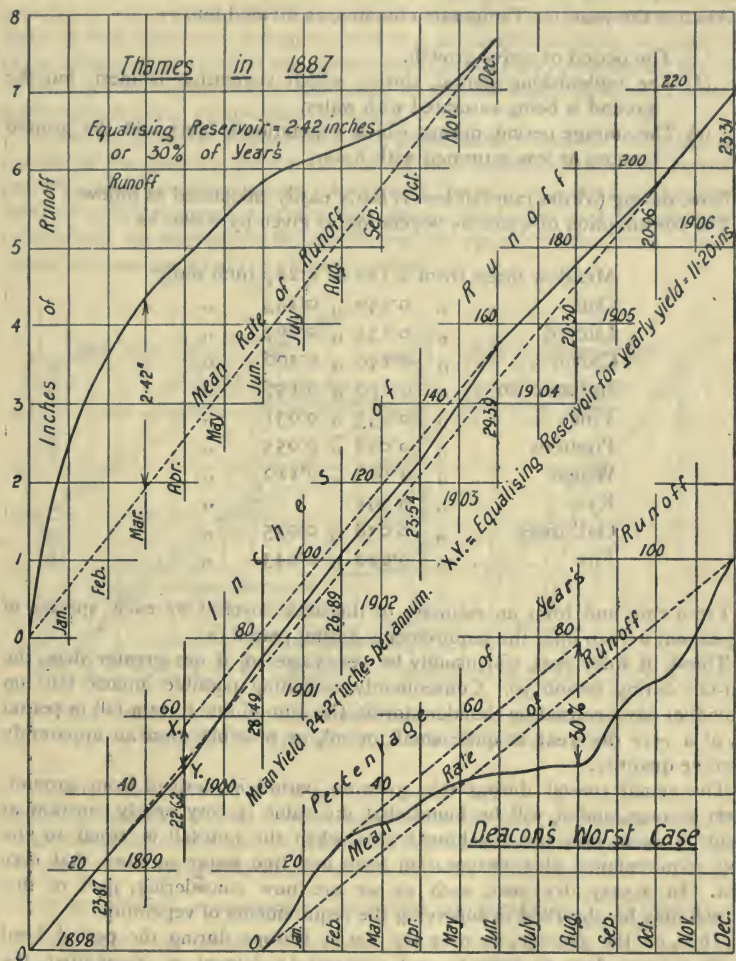 Thames in 1887
Equalising Reservoir = 2·42 inches
or 30% of Year's
Runoff
Inches of Runoff
8
7
6
5
4
3
2
1
0
2·42"
Mean Rate of Runoff
Jan.
Feb.
Mar.
Apr.
May
Jun.
July
Aug.
Sep.
Oct.
Nov.
Dec.
Inches of Runoff
0
20
40
60
80
100
120
140
160
180
200
220
1898
1899
1900
1901
1902
1903
1904
1905
1906
23·87
22·62
28·49
26·89
23·54
29·39
20·30
20·06
23·31
X
Y
Mean Yield 24·27 inches per annum.
X.Y. = Equalising Reservoir for yearly yield = 11·20 ins.
Percentage of Year's Runoff
0
20
40
60
80
100
Mean Rate of Runoff
30%
Deacon's Worst Case
Jan.
Feb.
Mar.
Apr.
May
Jun.
July
Aug.
Sep.
Oct.
Nov.
Dec.